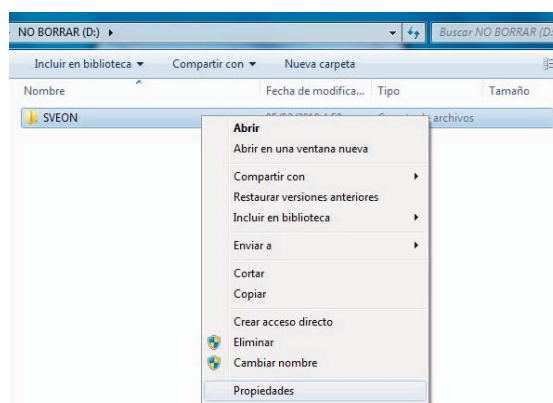 NO BORRAR (D:)
Buscar NO BORRAR (D:
Incluir en biblioteca
Compartir con
Nueva carpeta
Nombre
Fecha de modifica...
Tipo
Tamaño
SVEON
archivos
Abrir
Abrir en una ventana nueva
Compartir con
Restaurar versiones anteriores
Incluir en biblioteca
Enviar a
Cortar
Copiar
Crear acceso directo
Eliminar
Cambiar nombre
Propiedades